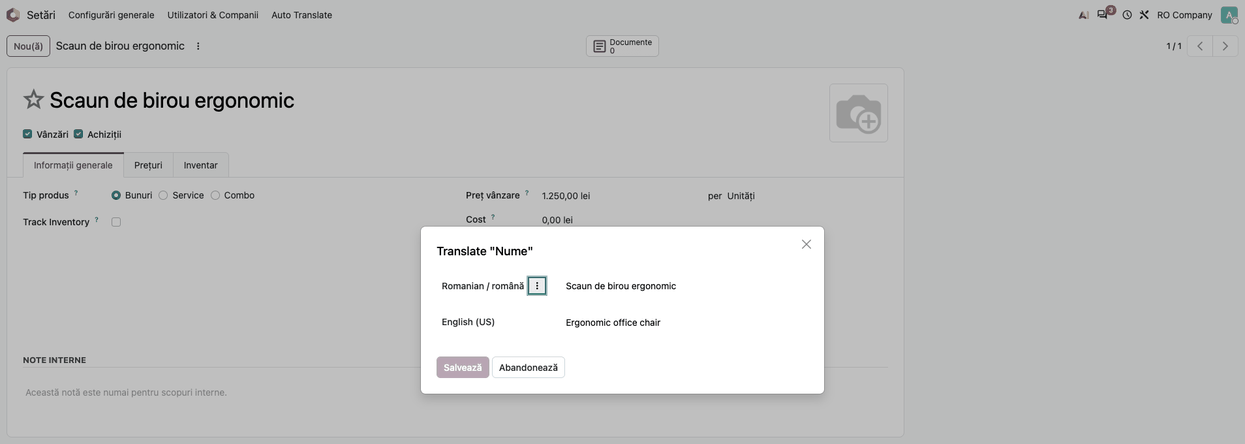 Setări Configurări generale Utilizatori & Companii Auto Translate 3 RO Company A
Nou(ă) Scaun de birou ergonomic Documente 0 1 / 1
Scaun de birou ergonomic
Vânzări Achiziții
Informații generale Prețuri Inventar
Tip produs ? Bunuri Service Combo Preț vânzare ? 1.250,00 lei per Unități
Track Inventory ? Cost ? 0,00 lei
Translate "Nume"
Romanian / română Scaun de birou ergonomic
English (US) Ergonomic office chair
Salvează Abandonează
NOTE INTERNE
Această notă este numai pentru scopuri interne.